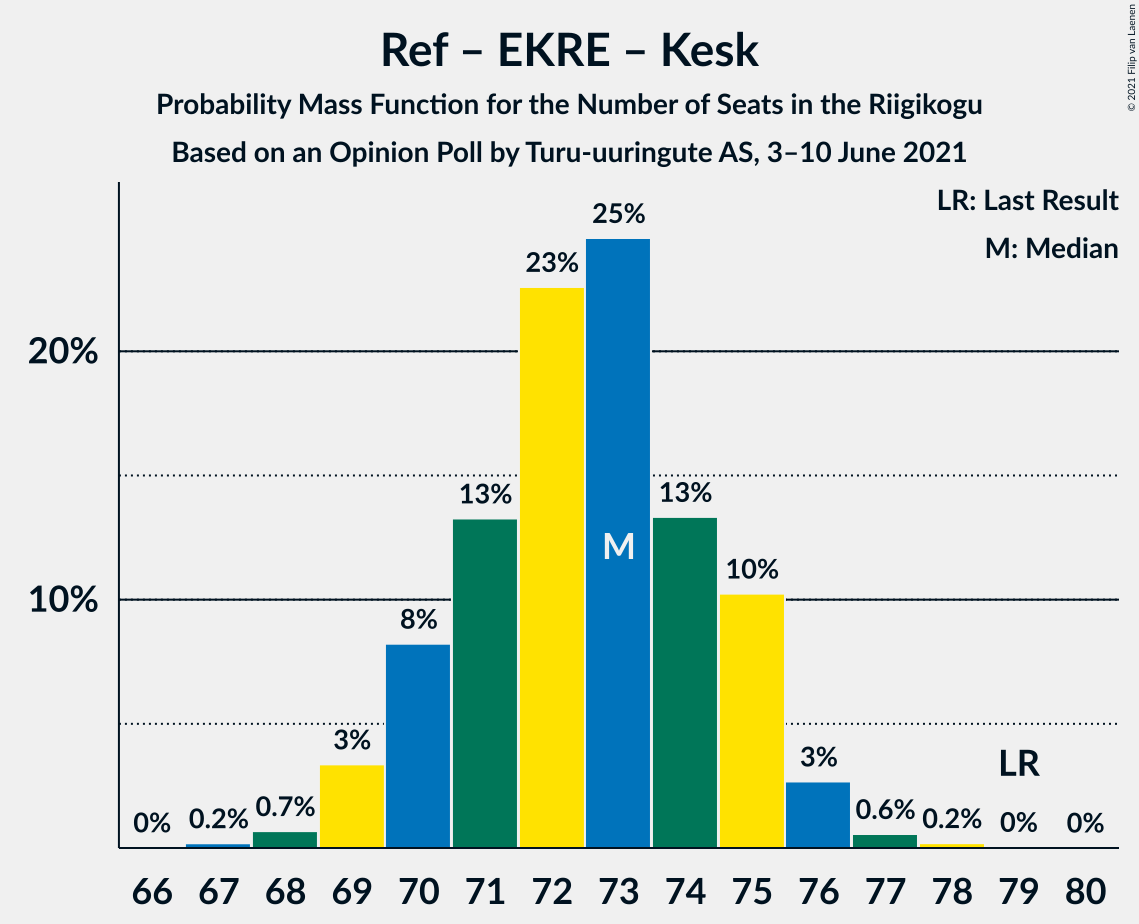 Ref – EKRE – Kesk
Probability Mass Function for the Number of Seats in the Riigikogu
Based on an Opinion Poll by Turu-uuringute AS, 3–10 June 2021
© 2021 Filip van Laenen
LR: Last Result
M: Median
25%
23%
20%
13%
13%
M
10%
10%
8%
3%
3%
LR
0%
0.2%
0.7%
0.6%
0.2%
0%
0%
66 67 68 69 70 71 72 73 74 75 76 77 78 79 80